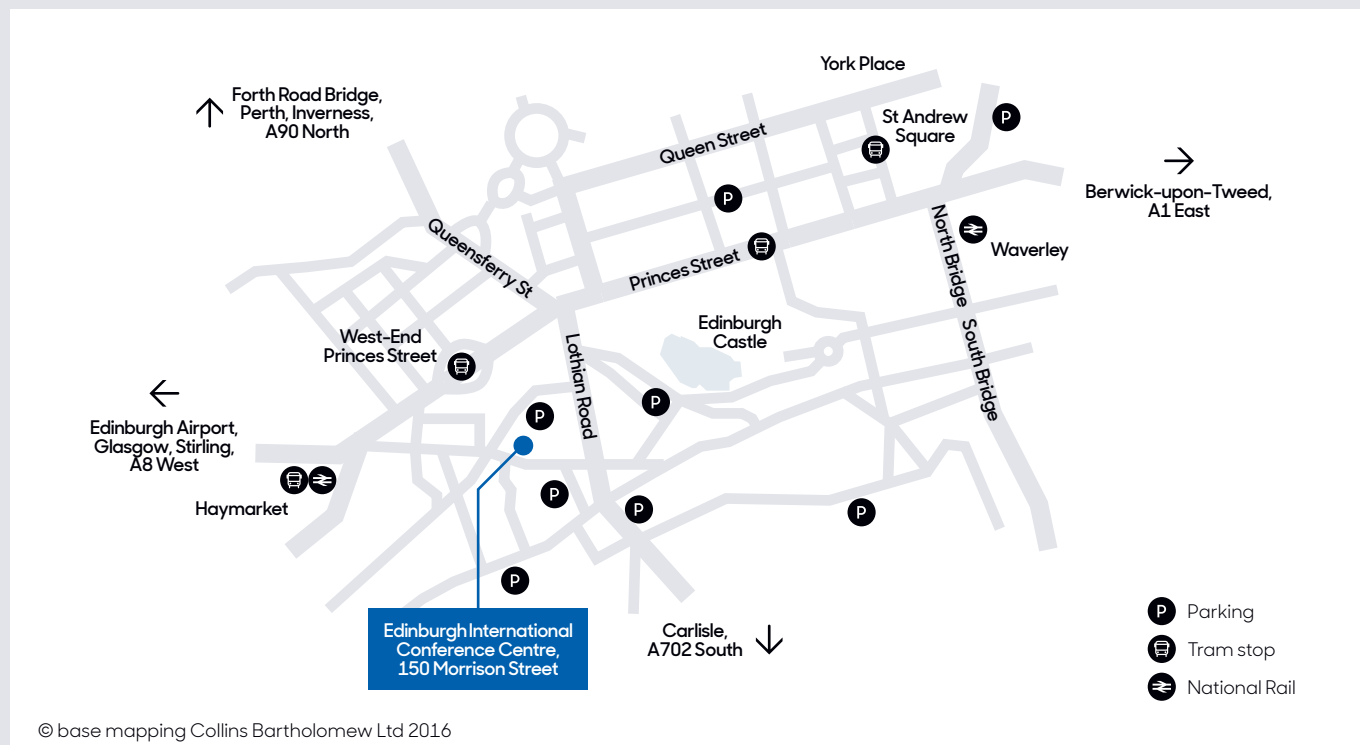 York Place
Forth Road Bridge,
Perth, Inverness,
A90 North
St Andrew
Square
P
Queen Street
Berwick-upon-Tweed,
A1 East
P
Queensferry St
North Bridge
Waverley
Princes Street
Edinburgh
Castle
West-End
Princes Street
Lothian Road
South Bridge
P
P
Edinburgh Airport,
Glasgow, Stirling,
A8 West
Haymarket
P
P
P
P
Edinburgh International
Conference Centre,
150 Morrison Street
Carlisle,
A702 South
P Parking
Tram stop
National Rail
© base mapping Collins Bartholomew Ltd 2016